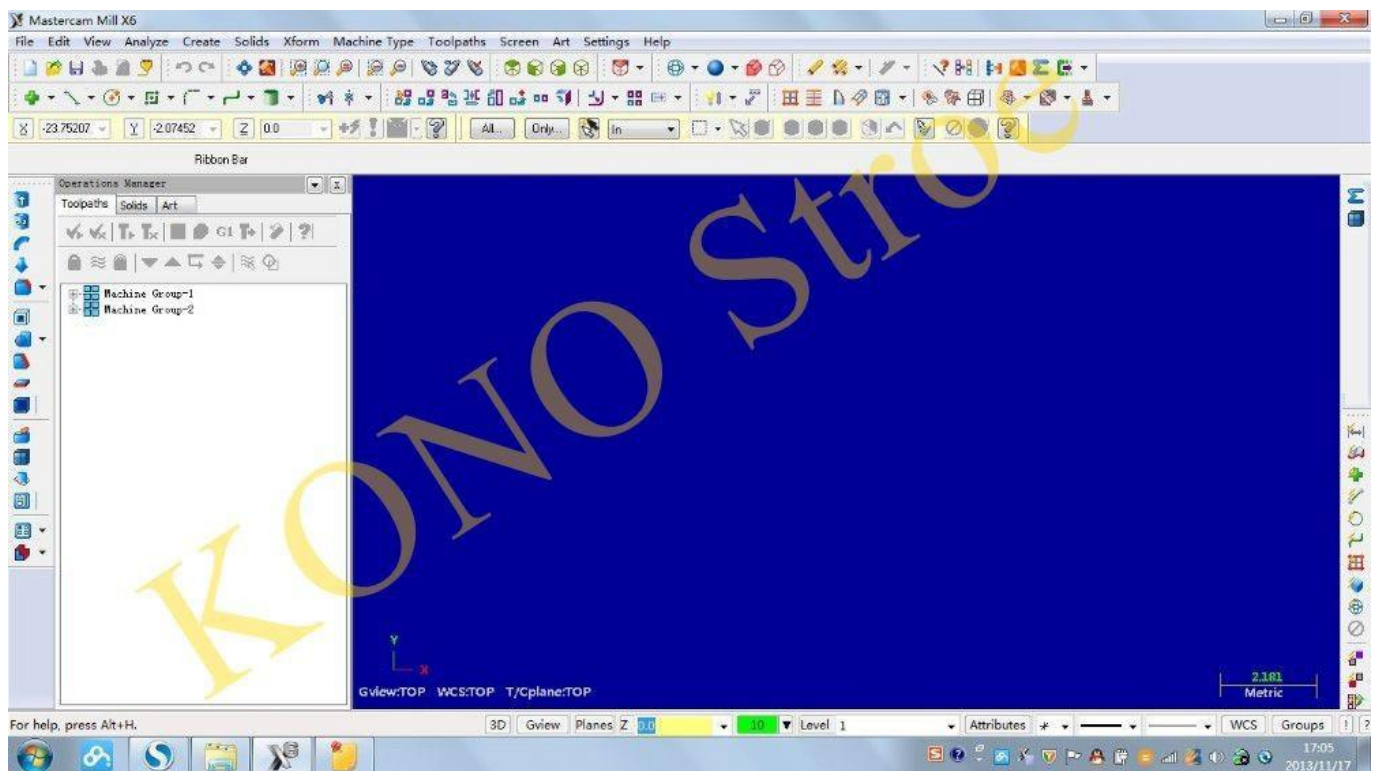 Mastercam Mill X6
File Edit View Analyze Create Solids Xform Machine Type Toolpaths Screen Art Settings Help
X -23.75207 Y -2.07452 Z 0.0 All... Only... In
Ribbon Bar
Operations Manager
Toolpaths Solids Art
G1
Machine Group-1
Machine Group-2
KONO Stroe
Y
X
Gview:TOP WCS:TOP T/Cplane:TOP
2.181
Metric
For help, press Alt+H.
3D Gview Planes Z 0.0 10 Level 1 Attributes WCS Groups ! ?
17:05
2013/11/17